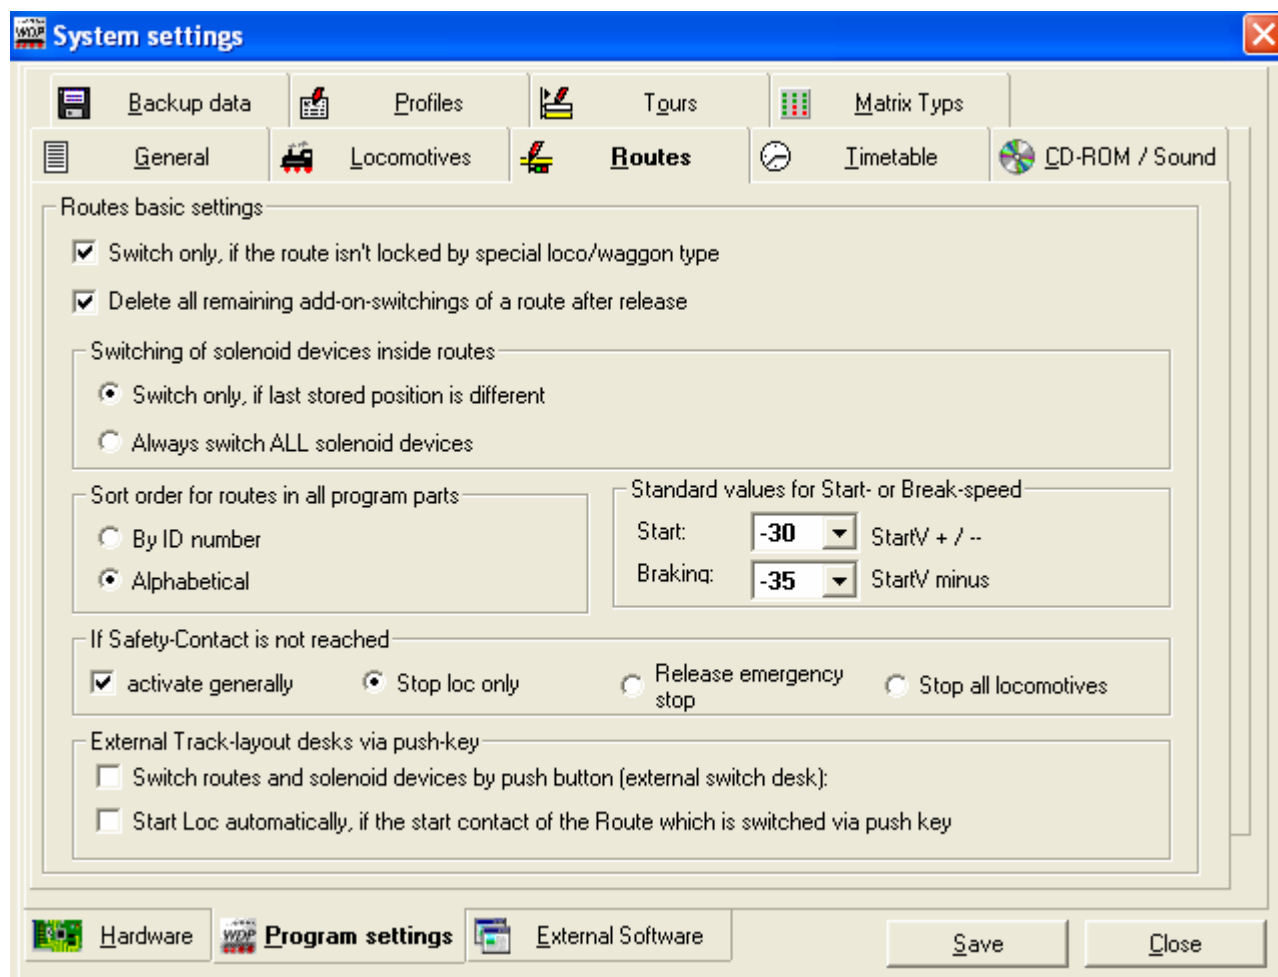 WDP System settings
Backup data Profiles Tours Matrix Typs
General Locomotives Routes Timetable CD-ROM / Sound
Routes basic settings
Switch only, if the route isn't locked by special loco/waggon type
Delete all remaining add-on-switchings of a route after release
Switching of solenoid devices inside routes
Switch only, if last stored position is different
Always switch ALL solenoid devices
Sort order for routes in all program parts
By ID number
Alphabetical
Standard values for Start- or Break-speed
Start: -30 StartV + / --
Braking: -35 StartV minus
If Safety-Contact is not reached
activate generally Stop loc only Release emergency stop Stop all locomotives
External Track-layout desks via push-key
Switch routes and solenoid devices by push button (external switch desk):
Start Loc automatically, if the start contact of the Route which is switched via push key
Hardware WDP Program settings External Software
Save Close